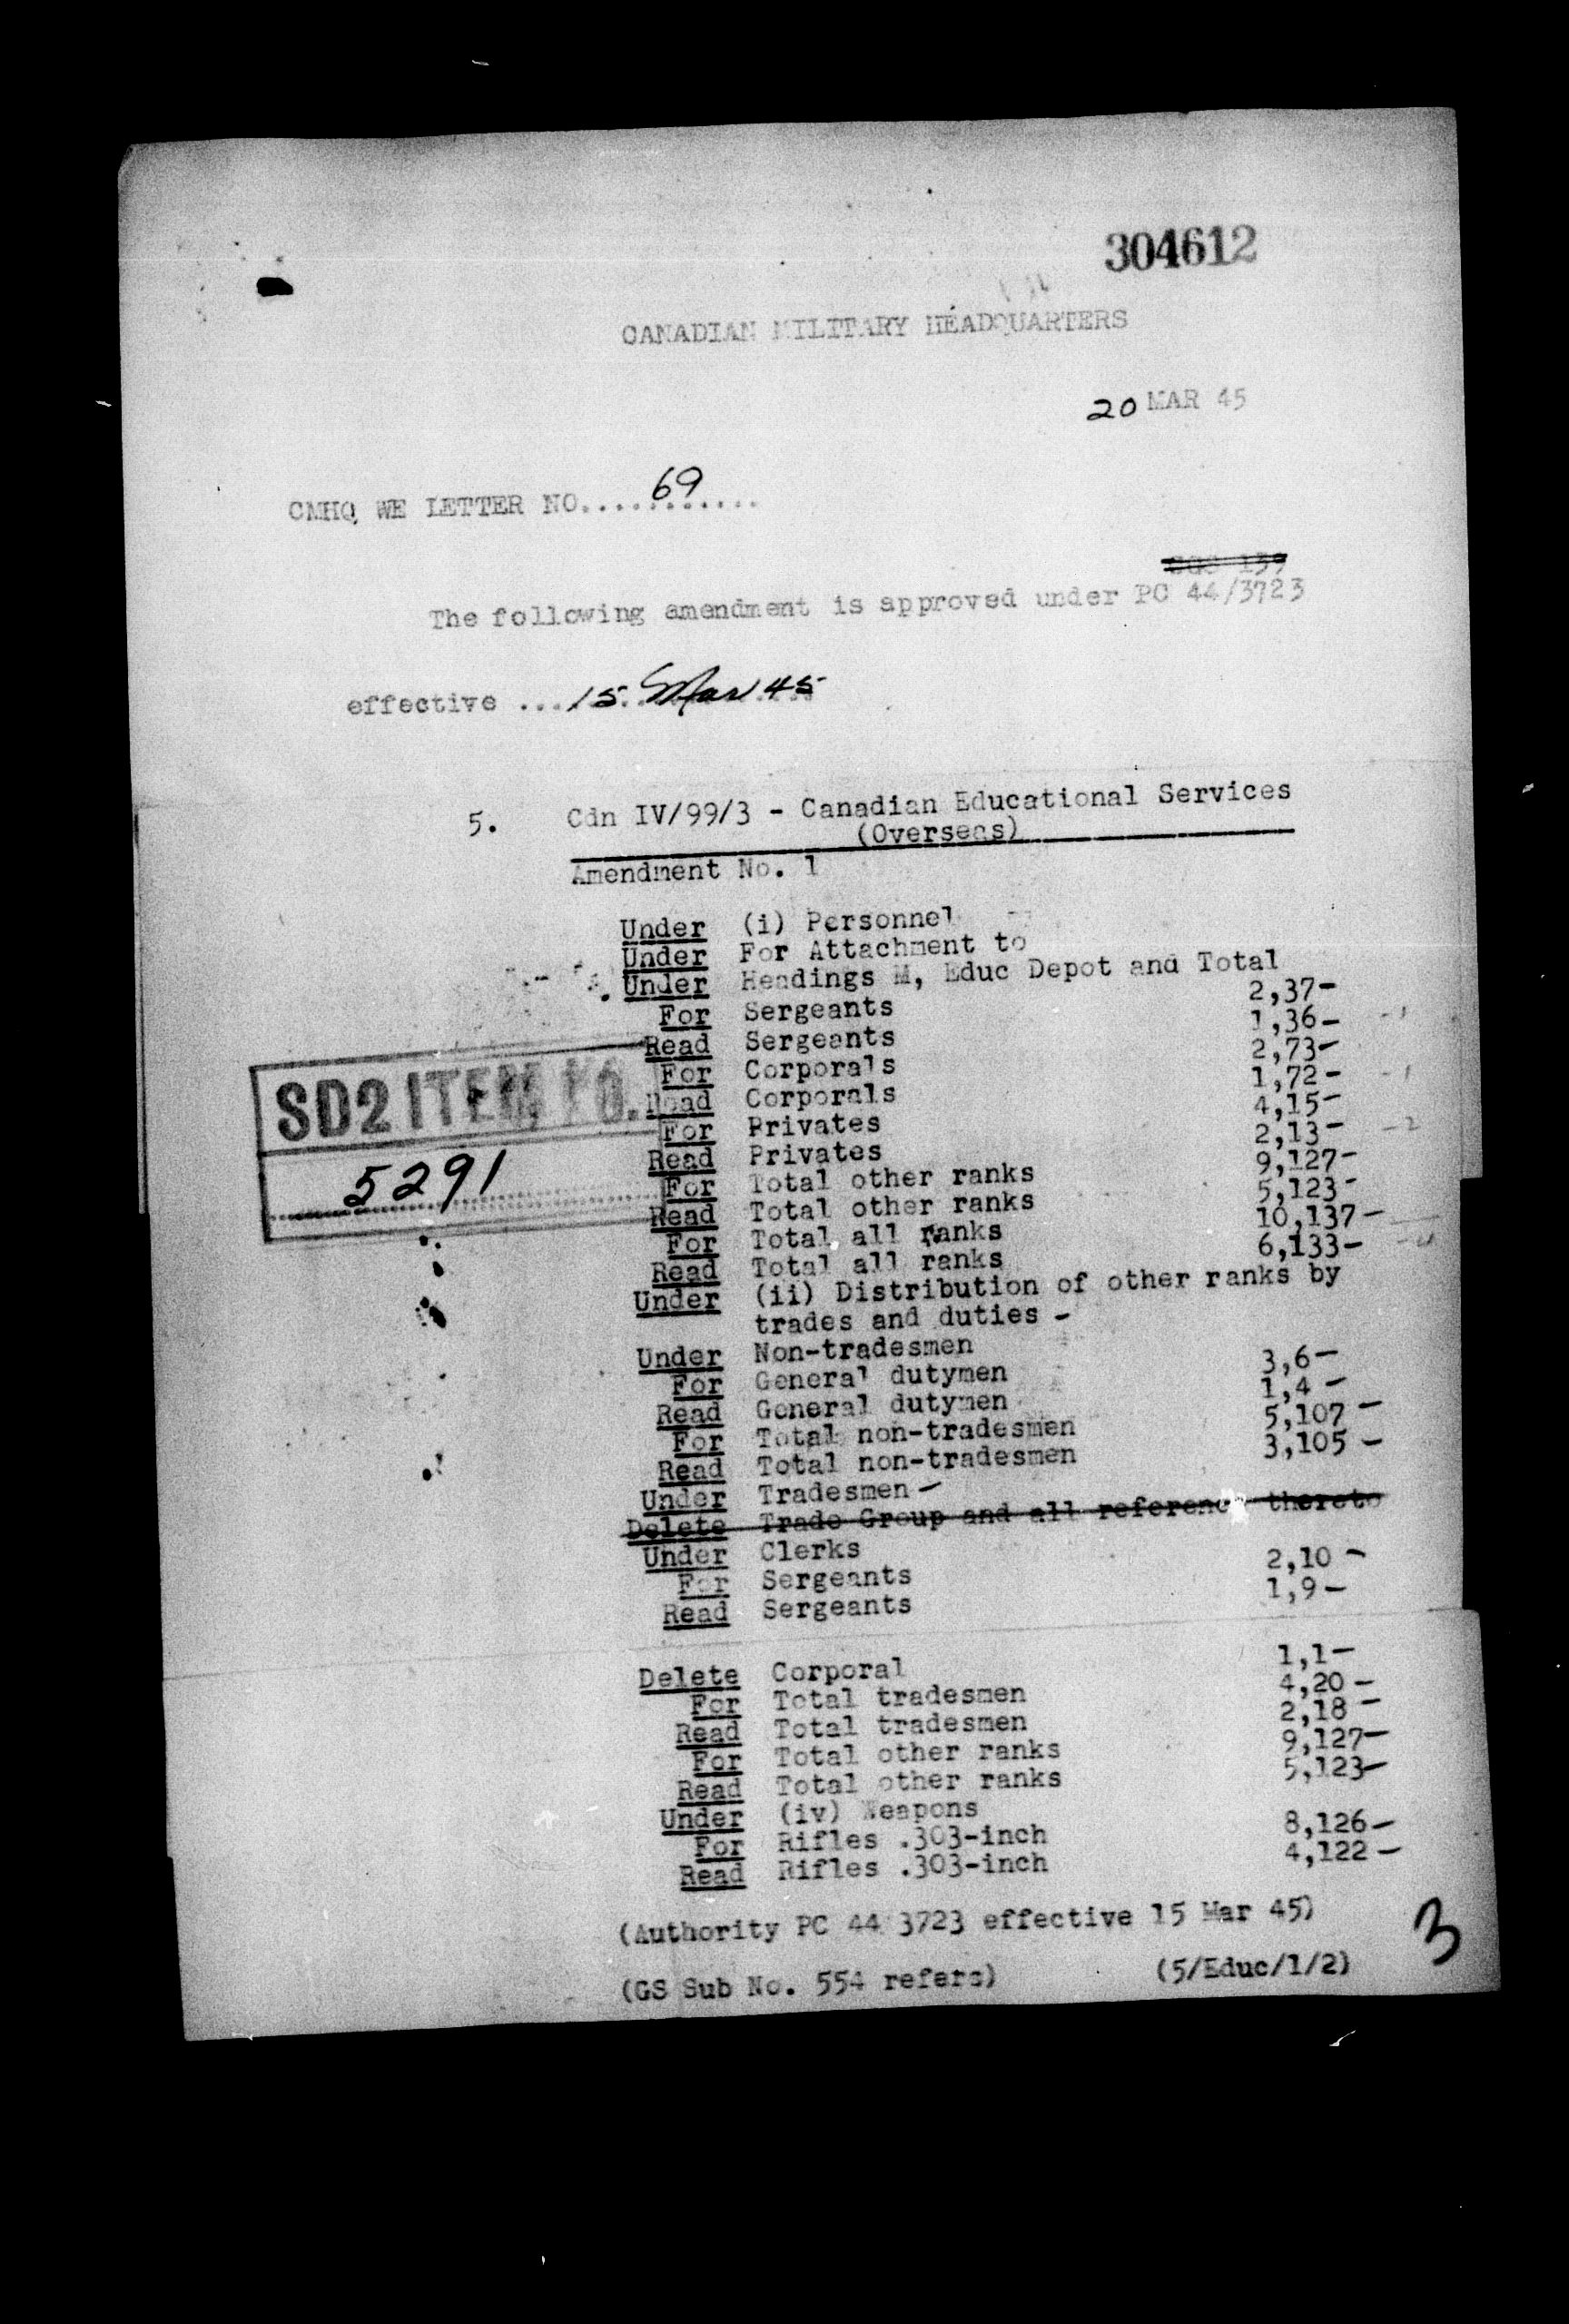 304612
CANADIAN MILITARY HEADQUARTERS
20 MAR 45
CMHQ WE LETTER NO....69....
The following amendment is approved under PC 44/3723
effective ...15 Mar 45
5. Cdn IV/99/3 - Canadian Educational Services
(Overseas)
Amendment No. 1
Under (i) Personnel
Under For Attachment to
Under Headings M, Educ Depot and Total
For Sergeants 2,37-
Read Sergeants 1,36-
For Corporals 2,73-
Read Corporals 1,72-
For Privates 4,15-
Read Privates 2,13-
For Total other ranks 9,127-
Read Total other ranks 5,123-
For Total all ranks 10,137-
Read Total all ranks 6,133-
SD2 ITEM NO.
5291
Under (ii) Distribution of other ranks by
trades and duties -
Under Non-tradesmen
For General dutymen 3,6-
Read General dutymen 1,4-
For Total non-tradesmen 5,107-
Read Total non-tradesmen 3,105-
Under Tradesmen-
Delete Trade Group and all reference thereto
Under Clerks
For Sergeants 2,10-
Read Sergeants 1,9-
Delete Corporal 1,1-
For Total tradesmen 4,20-
Read Total tradesmen 2,18-
For Total other ranks 9,127-
Read Total other ranks 5,123-
Under (iv) Weapons
For Rifles .303-inch 8,126-
Read Rifles .303-inch 4,122-
(Authority PC 44 3723 effective 15 Mar 45)
(GS Sub No. 554 refers) (5/Educ/1/2)
3